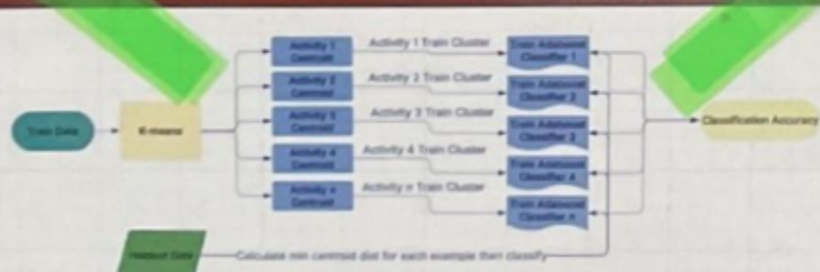 Train Data
K-means
Activity 1
Centroid
Activity 2
Centroid
Activity 3
Centroid
Activity 4
Centroid
Activity n
Centroid
Activity 1 Train Cluster
Activity 2 Train Cluster
Activity 3 Train Cluster
Activity 4 Train Cluster
Activity n Train Cluster
Train Adaboost
Classifier 1
Train Adaboost
Classifier 2
Train Adaboost
Classifier 3
Train Adaboost
Classifier 4
Train Adaboost
Classifier n
Classification Accuracy
Holdout Data
Calculate min centroid dist for each example then classify